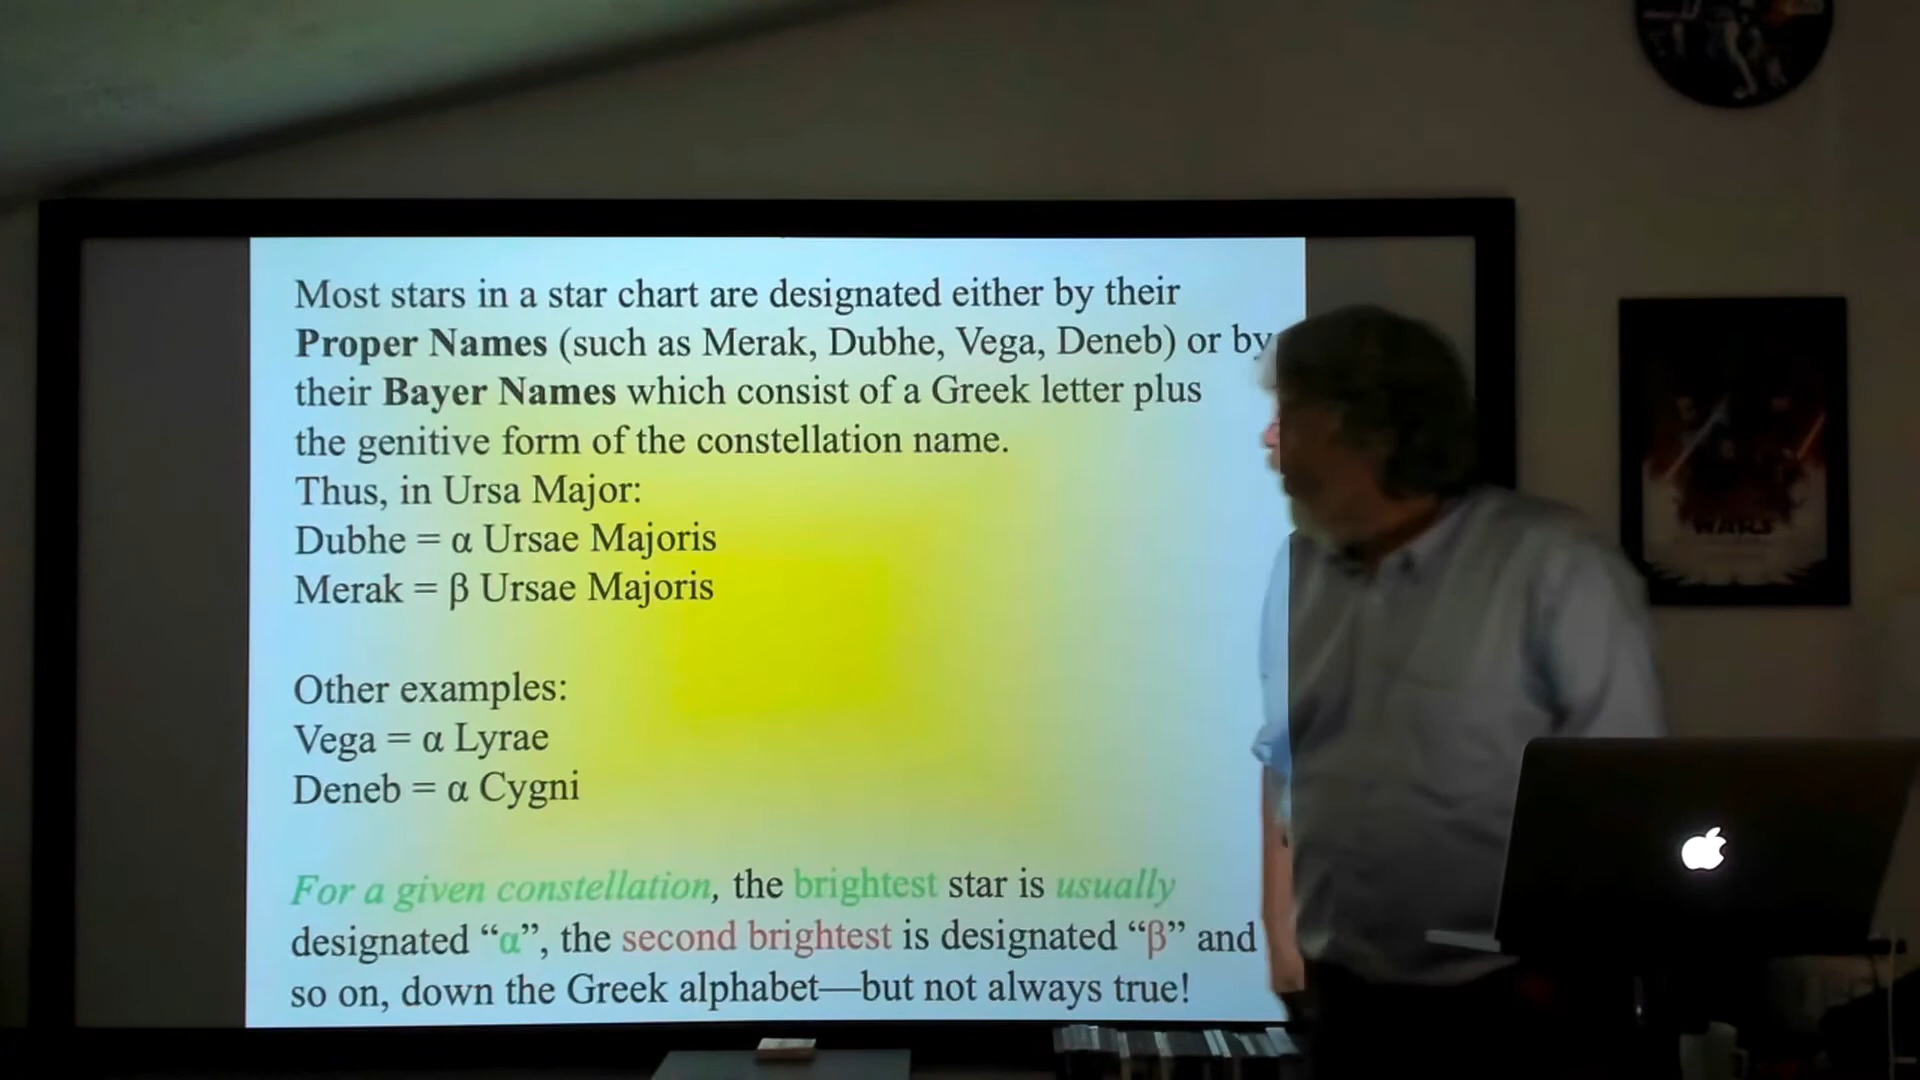 Most stars in a star chart are designated either by their
Proper Names (such as Merak, Dubhe, Vega, Deneb) or by
their Bayer Names which consist of a Greek letter plus
the genitive form of the constellation name.
Thus, in Ursa Major:
Dubhe = α Ursae Majoris
Merak = β Ursae Majoris
Other examples:
Vega = α Lyrae
Deneb = α Cygni
For a given constellation, the brightest star is usually
designated “α”, the second brightest is designated “β” and
so on, down the Greek alphabet—but not always true!
WARS